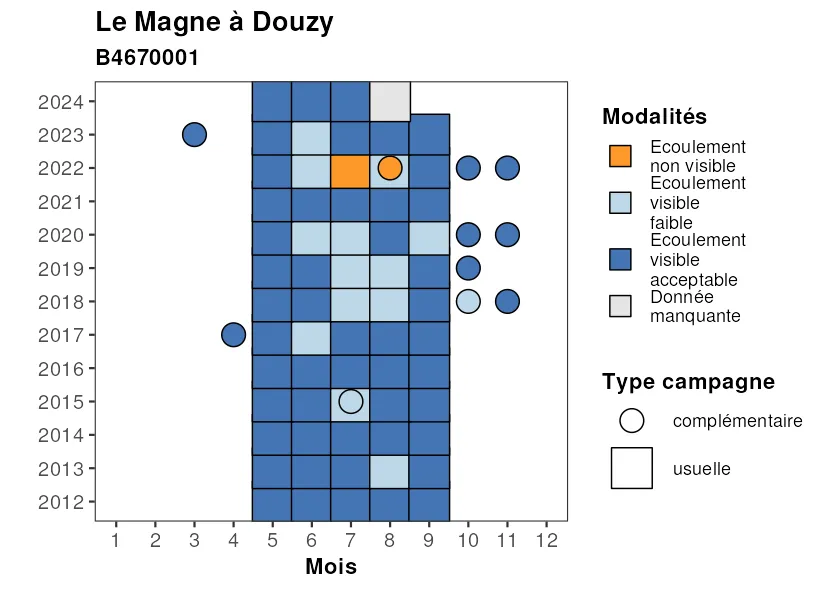 Le Magne à Douzy
B4670001
2024
2023
2022
2021
2020
2019
2018
2017
2016
2015
2014
2013
2012
1 2 3 4 5 6 7 8 9 10 11 12
Mois
Modalités
Ecoulement
non visible
Ecoulement
visible
faible
Ecoulement
visible
acceptable
Donnée
manquante
Type campagne
complémentaire
usuelle